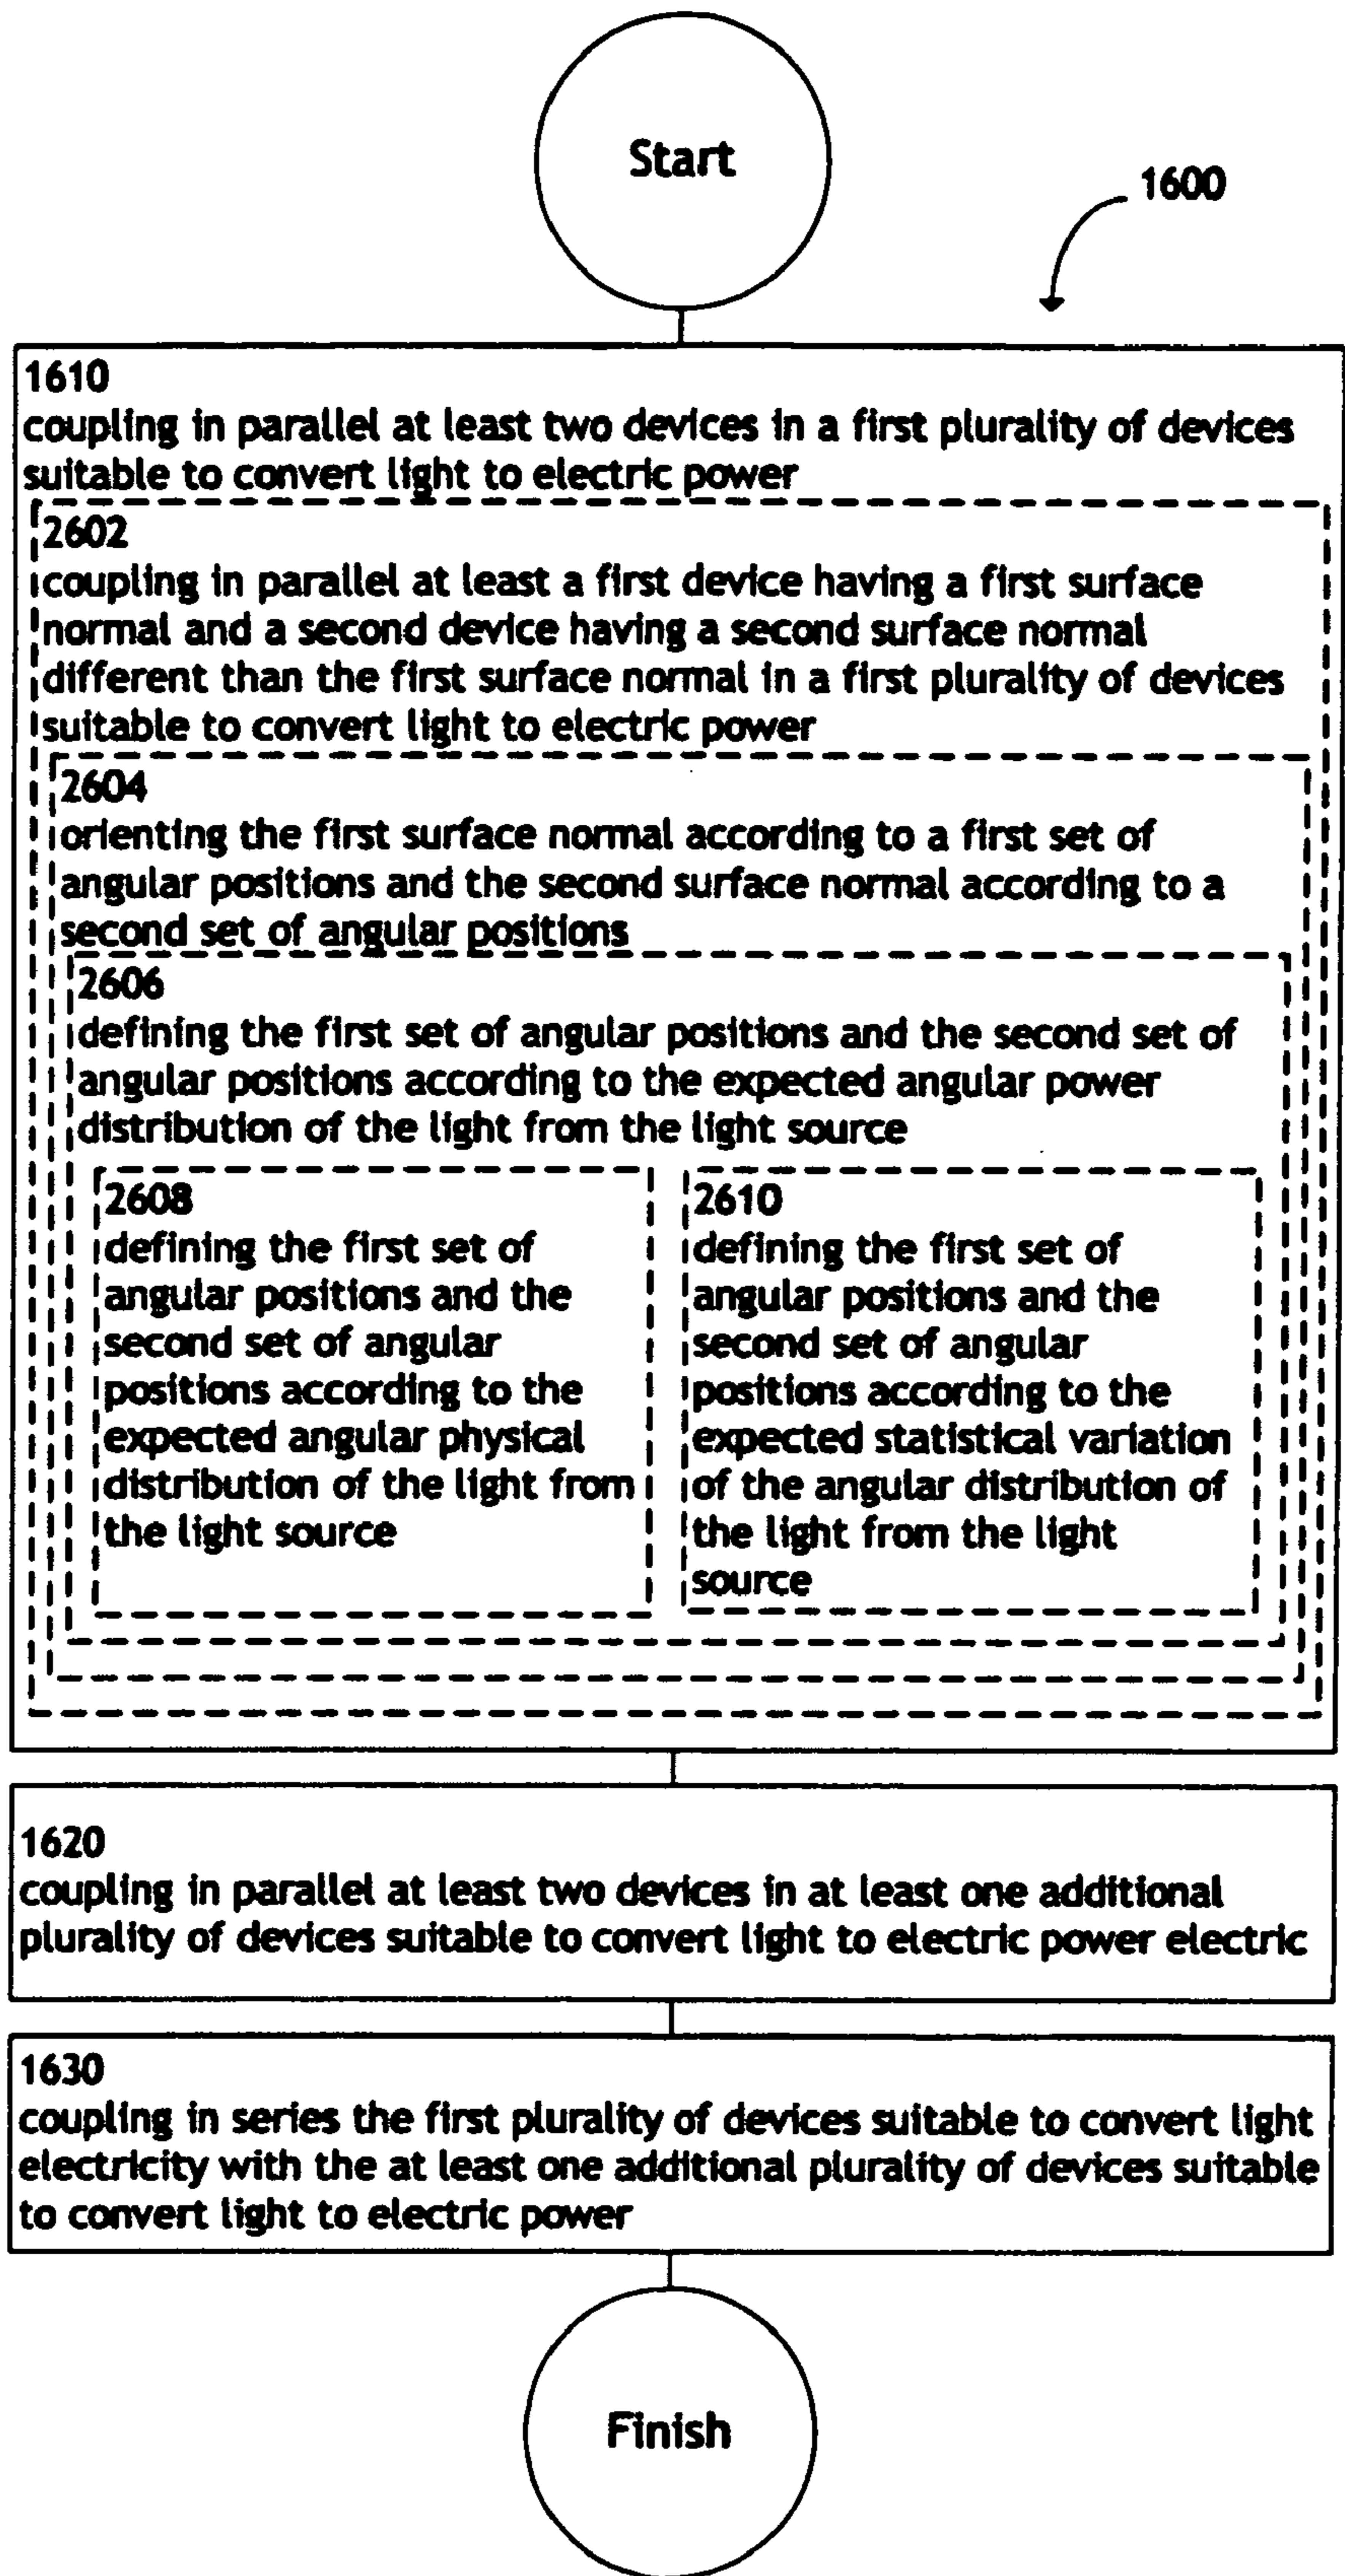 Start
1600
1610
coupling in parallel at least two devices in a first plurality of devices
suitable to convert light to electric power
2602
coupling in parallel at least a first device having a first surface
normal and a second device having a second surface normal
different than the first surface normal in a first plurality of devices
suitable to convert light to electric power
2604
orienting the first surface normal according to a first set of
angular positions and the second surface normal according to a
second set of angular positions
2606
defining the first set of angular positions and the second set of
angular positions according to the expected angular power
distribution of the light from the light source
2608
defining the first set of
angular positions and the
second set of angular
positions according to the
expected angular physical
distribution of the light from
the light source
2610
defining the first set of
angular positions and the
second set of angular
positions according to the
expected statistical variation
of the angular distribution of
the light from the light
source
1620
coupling in parallel at least two devices in at least one additional
plurality of devices suitable to convert light to electric power electric
1630
coupling in series the first plurality of devices suitable to convert light
electricity with the at least one additional plurality of devices suitable
to convert light to electric power
Finish